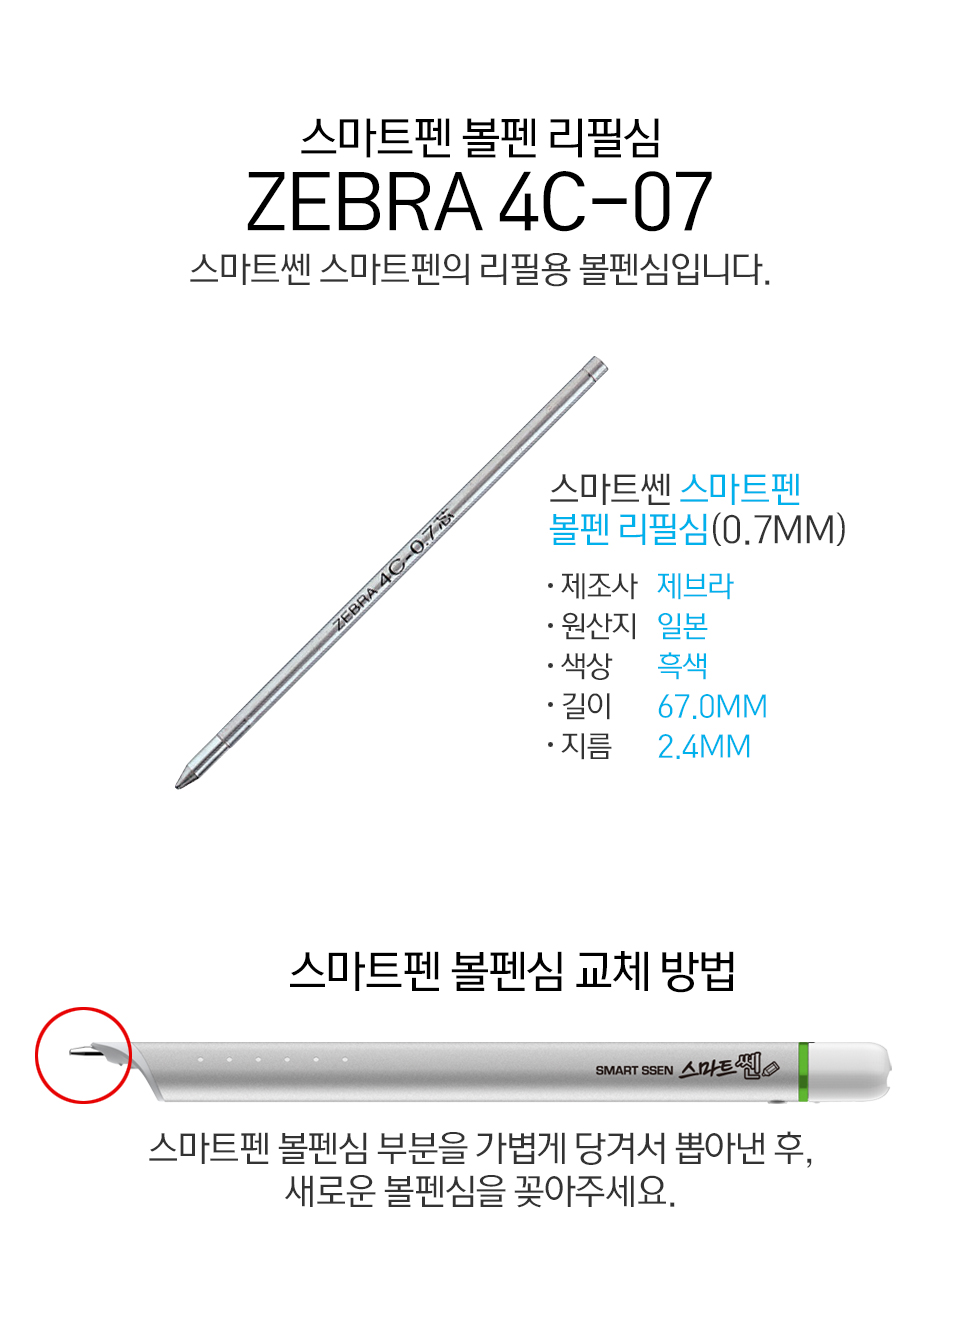 스마트펜 볼펜 리필심
ZEBRA 4C-07
스마트쎈 스마트펜의 리필용 볼펜심입니다.
ZEBRA 4C-0.7芯
스마트쎈 스마트펜
볼펜 리필심(0.7MM)
· 제조사 제브라
· 원산지 일본
· 색상 흑색
· 길이 67.0MM
· 지름 2.4MM
스마트펜 볼펜심 교체 방법
SMART SSEN 스마트쎈
스마트펜 볼펜심 부분을 가볍게 당겨서 뽑아낸 후,
새로운 볼펜심을 꽂아주세요.